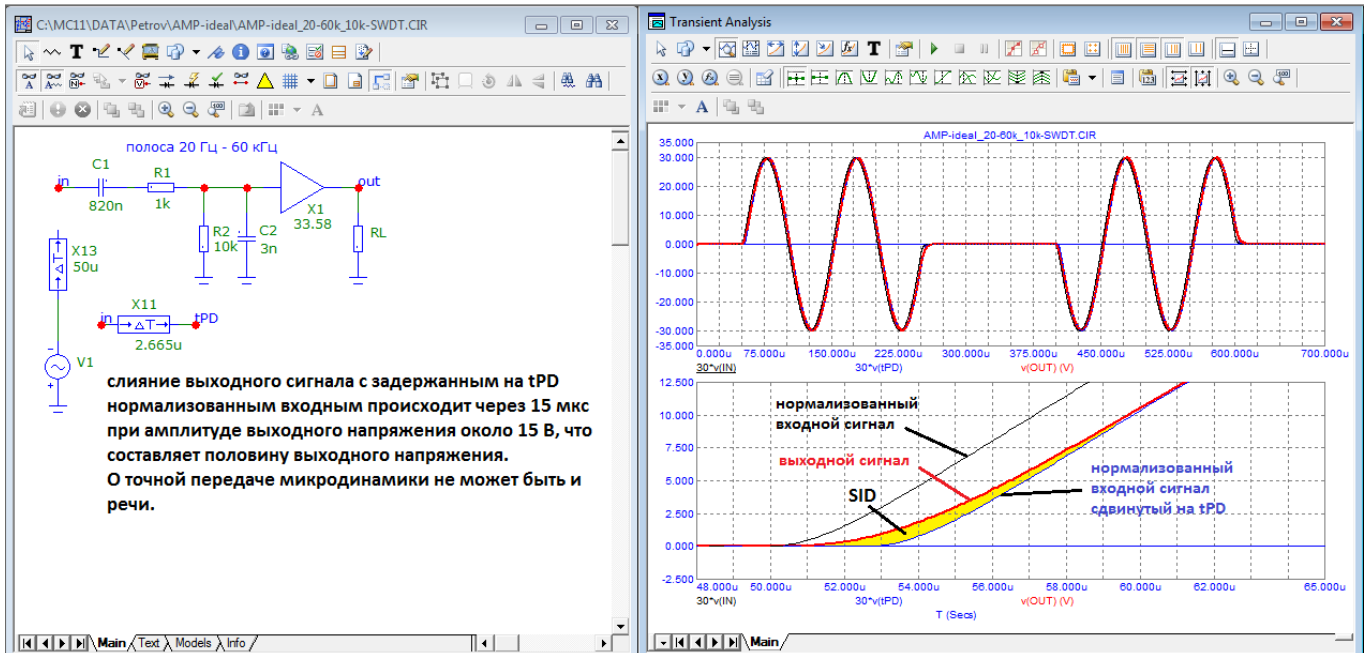 C:\MC11\DATA\Petrov\AMP-ideal\AMP-ideal_20-60k_10k-SWDT.CIR
полоса 20 Гц - 60 кГц
in
C1
820n
R1
1k
R2
10k
C2
3n
X1
33.58
out
RL
X13
50u
ΔT
X11
in
ΔT
tPD
2.665u
V1
слияние выходного сигнала с задержанным на tPD
нормализованным входным происходит через 15 мкс
при амплитуде выходного напряжения около 15 В, что
составляет половину выходного напряжения.
О точной передаче микродинамики не может быть и
речи.
Main Text Models Info
Transient Analysis
AMP-ideal_20-60k_10k-SWDT.CIR
35.000
30.000
20.000
10.000
0.000
-10.000
-20.000
-30.000
-35.000
0.000u 75.000u 150.000u 225.000u 300.000u 375.000u 450.000u 525.000u 600.000u 700.000u
30*v(IN) 30*v(tPD) v(OUT) (V)
12.500
10.000
7.500
5.000
2.500
0.000
-2.500
нормализованный
входной сигнал
выходной сигнал
SID
нормализованный
входной сигнал
сдвинутый на tPD
48.000u 50.000u 52.000u 54.000u 56.000u 58.000u 60.000u 62.000u 65.000u
30*v(IN) 30*v(tPD) v(OUT) (V)
T (Secs)
Main